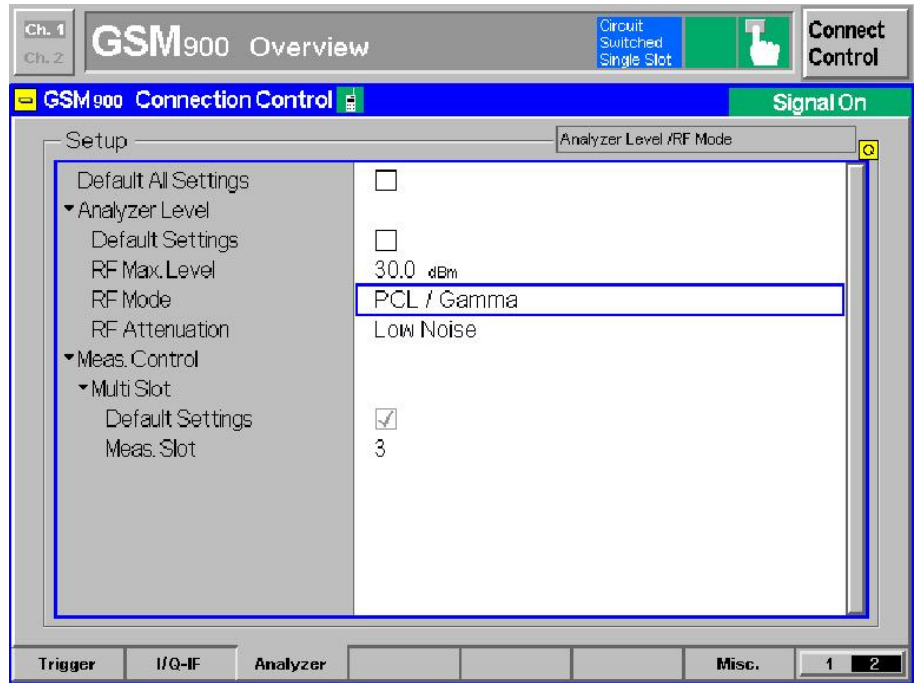 Ch. 1
Ch. 2
GSM900 Overview
Circuit
Switched
Single Slot
Connect
Control
GSM900 Connection Control
Signal On
Setup
Analyzer Level /RF Mode
Q
Default All Settings
Analyzer Level
Default Settings
RF Max. Level 30.0 dBm
RF Mode PCL / Gamma
RF Attenuation Low Noise
Meas. Control
Multi Slot
Default Settings
Meas. Slot 3
Trigger I/Q-IF Analyzer Misc. 1 2